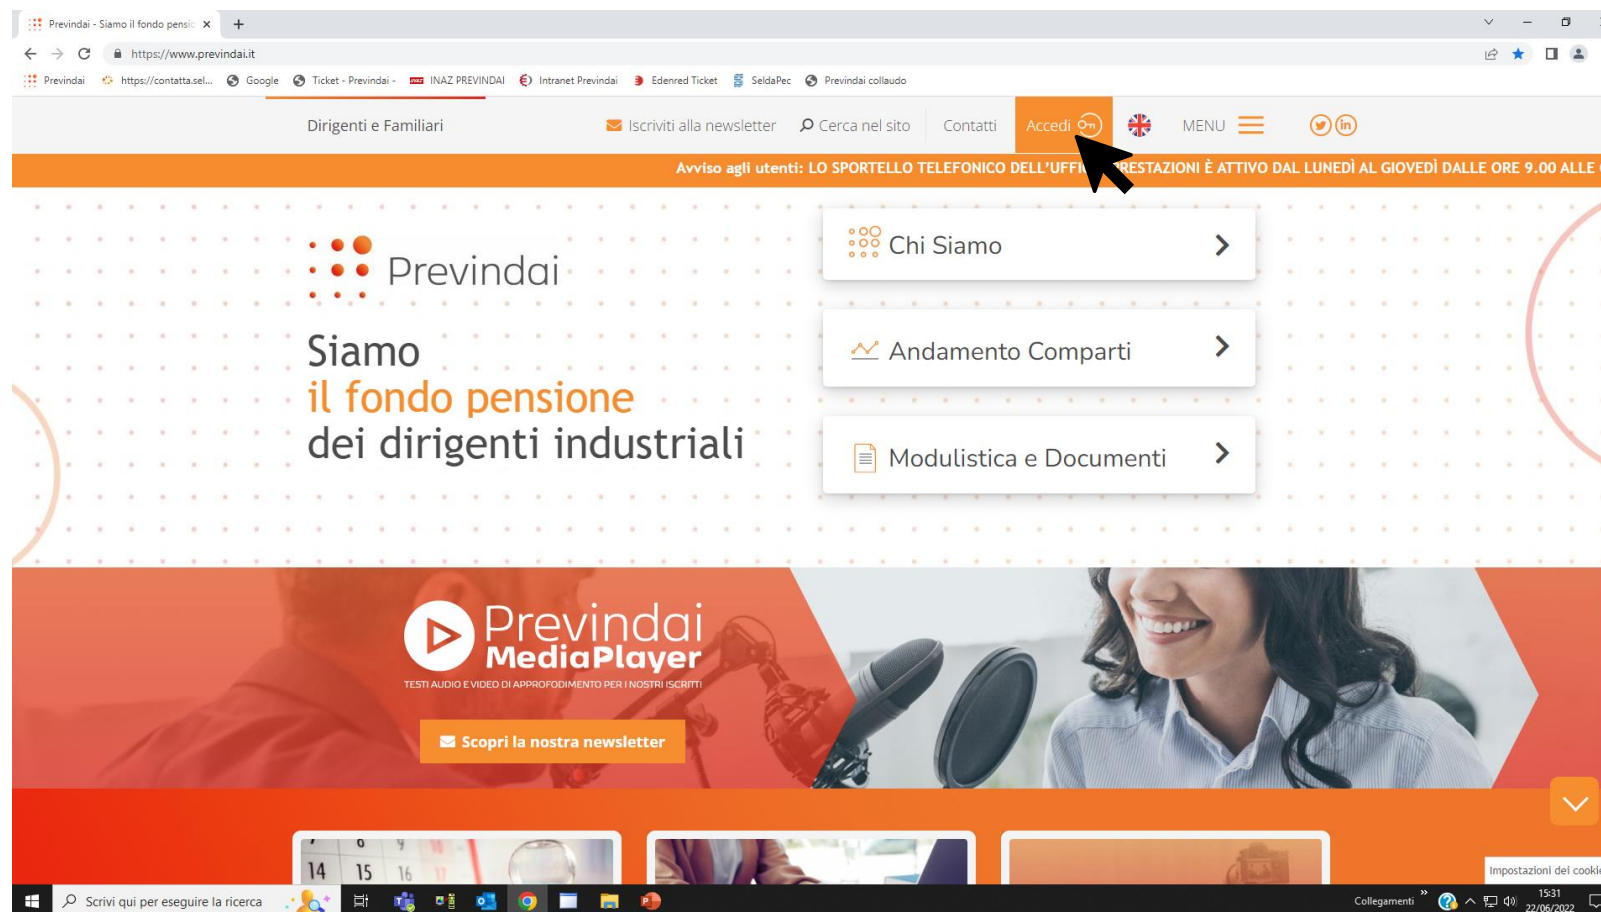 Previndai - Siamo il fondo pensio
https://www.previndai.it
Previndai https://contatta.sel... Google Ticket - Previndai - INAZ PREVINDAI Intranet Previndai Edenred Ticket SeldaPec Previndai collaudo
Dirigenti e Familiari Iscriviti alla newsletter Cerca nel sito Contatti Accedi MENU
Avviso agli utenti: LO SPORTELLO TELEFONICO DELL'UFFICIO PRESTAZIONI È ATTIVO DAL LUNEDÌ AL GIOVEDÌ DALLE ORE 9.00 ALLE
Previndai
Siamo
il fondo pensione
dei dirigenti industriali
Chi Siamo
Andamento Comparti
Modulistica e Documenti
Previndai
MediaPlayer
TESTI AUDIO E VIDEO DI APPROFODIMENTO PER I NOSTRI ISCRITTI
Scopri la nostra newsletter
14 15 16 17
Impostazioni dei cookie
Scrivi qui per eseguire la ricerca
Collegamenti
15:31
22/06/2022